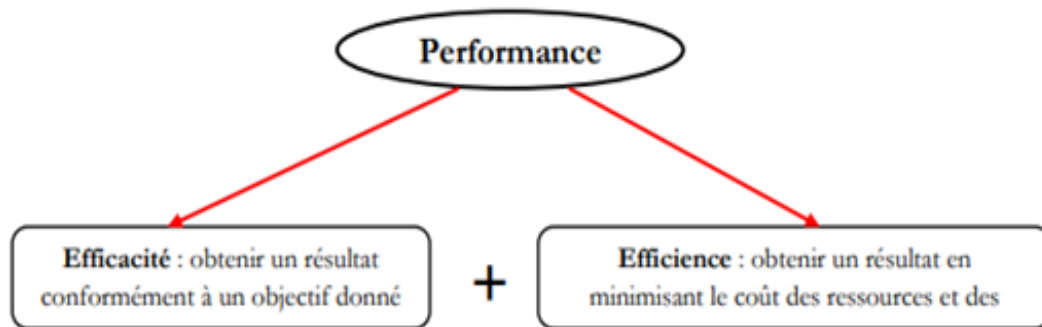 Performance
Efficacité : obtenir un résultat
conformément à un objectif donné
+
Efficience : obtenir un résultat en
minimisant le coût des ressources et des